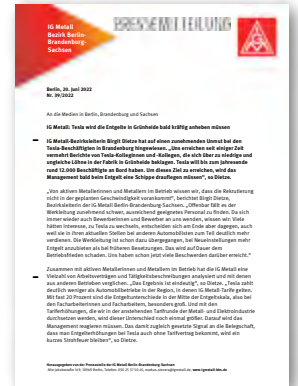 IG Metall
Bezirk Berlin-
Brandenburg-
Sachsen
PRESSEMITTEILUNG
IG Metall
Berlin, 20. Juni 2022
Nr. 39/2022
An die Medien in Berlin, Brandenburg und Sachsen
IG Metall: Tesla wird die Entgelte in Grünheide bald kräftig anheben müssen
IG Metall-Bezirksleiterin Birgit Dietze hat auf einen zunehmenden Unmut bei den
Tesla-Beschäftigten in Brandenburg hingewiesen. „Uns erreichen seit einiger Zeit
vermehrt Berichte von Tesla-Kolleginnen und -Kollegen, die sich über zu niedrige und
ungleiche Löhne in der Fabrik in Grünheide beklagen. Tesla will bis zum Jahresende
rund 12.000 Beschäftigte an Bord haben. Um dieses Ziel zu erreichen, wird das
Management bald beim Entgelt eine Schippe drauflegen müssen“, so Dietze.
„Von aktiven Metallerinnen und Metallern im Betrieb wissen wir, dass die Rekrutierung
nicht in der geplanten Geschwindigkeit vorankommt“, berichtet Birgit Dietze,
Bezirksleiterin der IG Metall Berlin-Brandenburg-Sachsen. „Offenbar fällt es der
Werkleitung zunehmend schwer, ausreichend geeignetes Personal zu finden. Da sich
immer wieder auch Bewerberinnen und Bewerber an uns wenden, wissen wir: Viele
hätten Interesse, zu Tesla zu wechseln, entscheiden sich am Ende aber dagegen, auch
weil sie in ihren aktuellen Stellen bei anderen Automobilisten zum Teil deutlich mehr
verdienen. Die Werkleitung ist schon dazu übergegangen, bei Neueinstellungen mehr
Entgelt anzubieten als bei früheren Besetzungen. Das wird auf Dauer dem
Betriebsfrieden schaden. Uns haben schon jetzt viele Beschwerden darüber erreicht.“
Zusammen mit aktiven Metallerinnen und Metallern im Betrieb hat die IG Metall eine
Vielzahl von Arbeitsverträgen und Tätigkeitsbeschreibungen analysiert und mit denen
aus anderen Betrieben verglichen. „Das Ergebnis ist eindeutig“, so Dietze. „Tesla zahlt
deutlich weniger als Automobilbetriebe in der Region, in denen IG Metall-Tarife gelten.
Mit fast 20 Prozent sind die Entgeltunterschiede in der Mitte der Entgeltskala, also bei
den Facharbeiterinnen und Facharbeitern, besonders groß. Und mit den
Tariferhöhungen, die wir in der anstehenden Tarifrunde der Metall- und Elektroindustrie
durchsetzen werden, wird dieser Unterschied noch einmal größer. Darauf wird das
Management reagieren müssen. Das damit zugleich gesetzte Signal an die Belegschaft,
dass man Entgelterhöhungen bei Tesla auch ohne Tarifvertrag bekommt, wird ein
kurzes Strohfeuer bleiben“, so Dietze.
Herausgegeben von der Pressestelle der IG Metall Berlin-Brandenburg-Sachsen